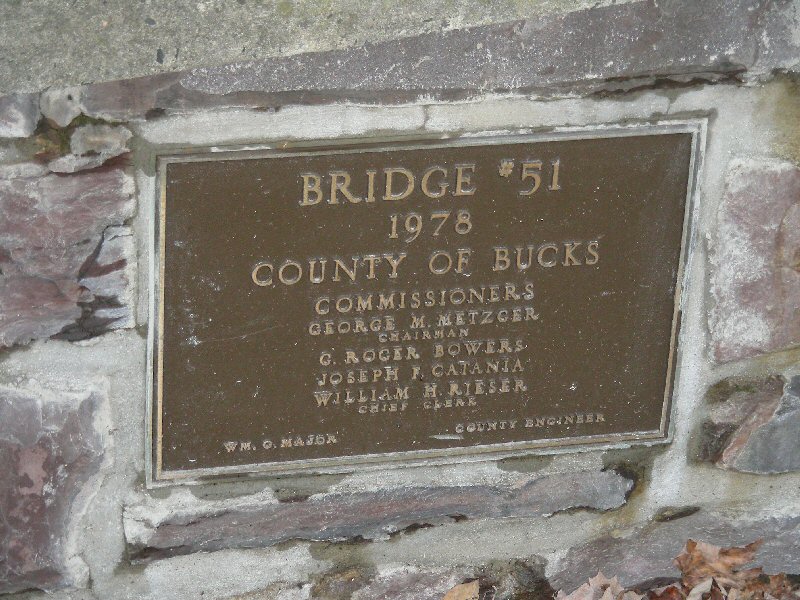 BRIDGE #51
1978
COUNTY OF BUCKS
COMMISSIONERS
GEORGE M. METZGER
CHAIRMAN
G. ROGER BOWERS
JOSEPH F. CATANIA
WILLIAM H. RIESER
CHIEF CLERK
WM. G. MAJOR COUNTY ENGINEER